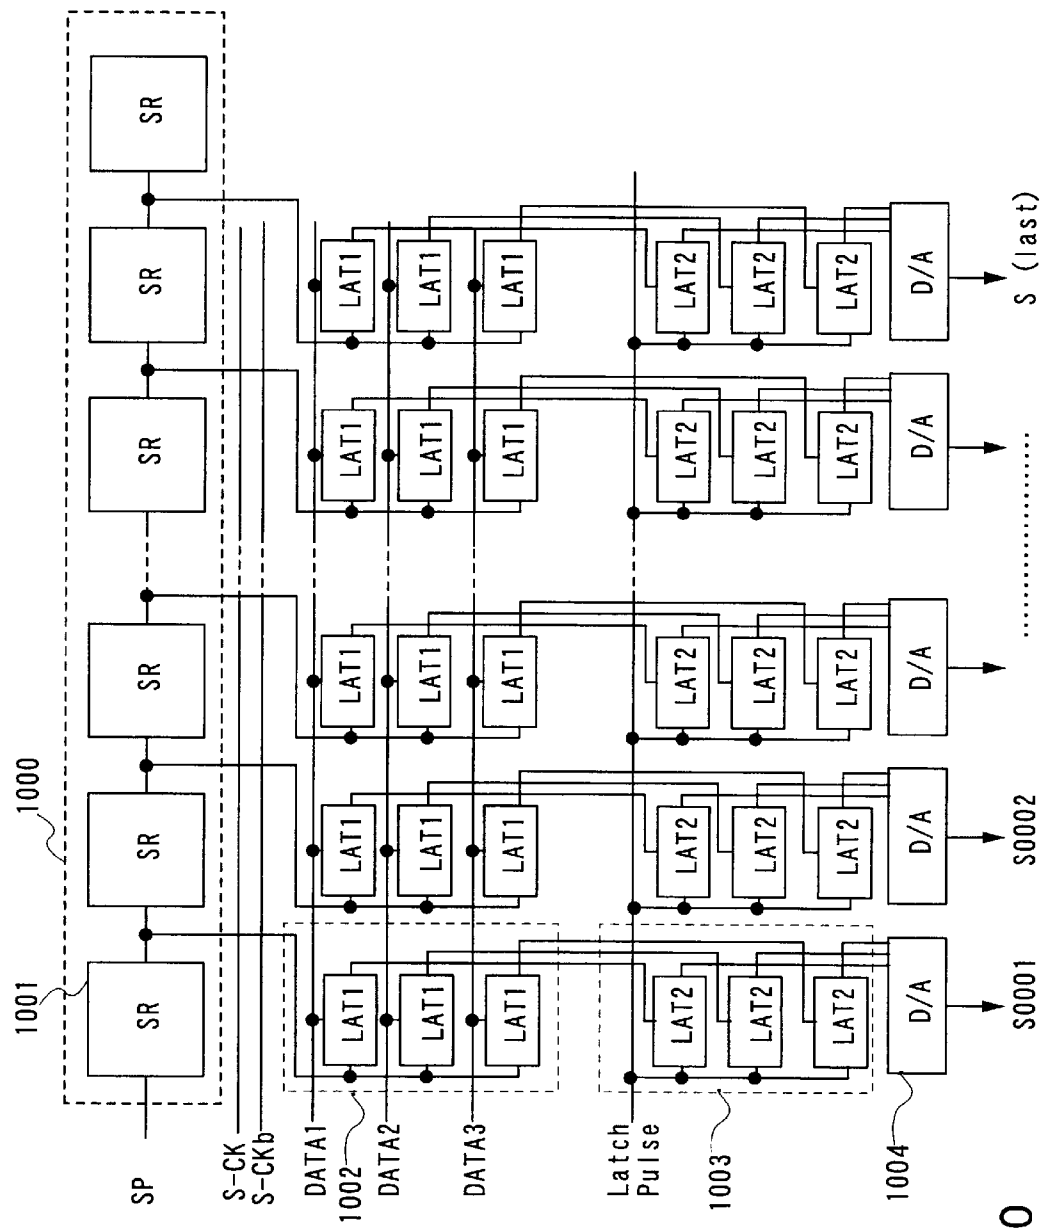 1000
1001
SP SR SR SR SR SR SR
S-CK
S-CKb
DATA1
1002 LAT1 LAT1 LAT1 LAT1 LAT1
DATA2
LAT1 LAT1 LAT1 LAT1 LAT1
DATA3
LAT1 LAT1 LAT1 LAT1 LAT1
Latch
Pulse
LAT2 LAT2 LAT2 LAT2 LAT2
1003
LAT2 LAT2 LAT2 LAT2 LAT2
LAT2 LAT2 LAT2 LAT2 LAT2
1004
D/A D/A D/A D/A D/A
S0001 S0002 .............. S (last)